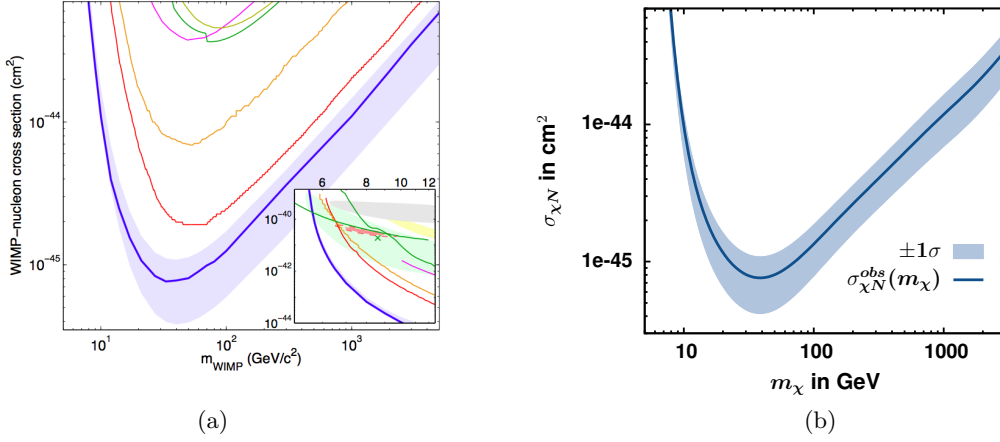 WIMP−nucleon cross section (cm²)
10⁻⁴⁴
10⁻⁴⁵
6 8 10 12
10⁻⁴⁰
10⁻⁴²
10⁻⁴⁴
10¹ 10² 10³
m_WIMP (GeV/c²)
(a)
σ_χN in cm²
1e-44
1e-45
±1σ
σ_χN^obs(m_χ)
10 100 1000
m_χ in GeV
(b)